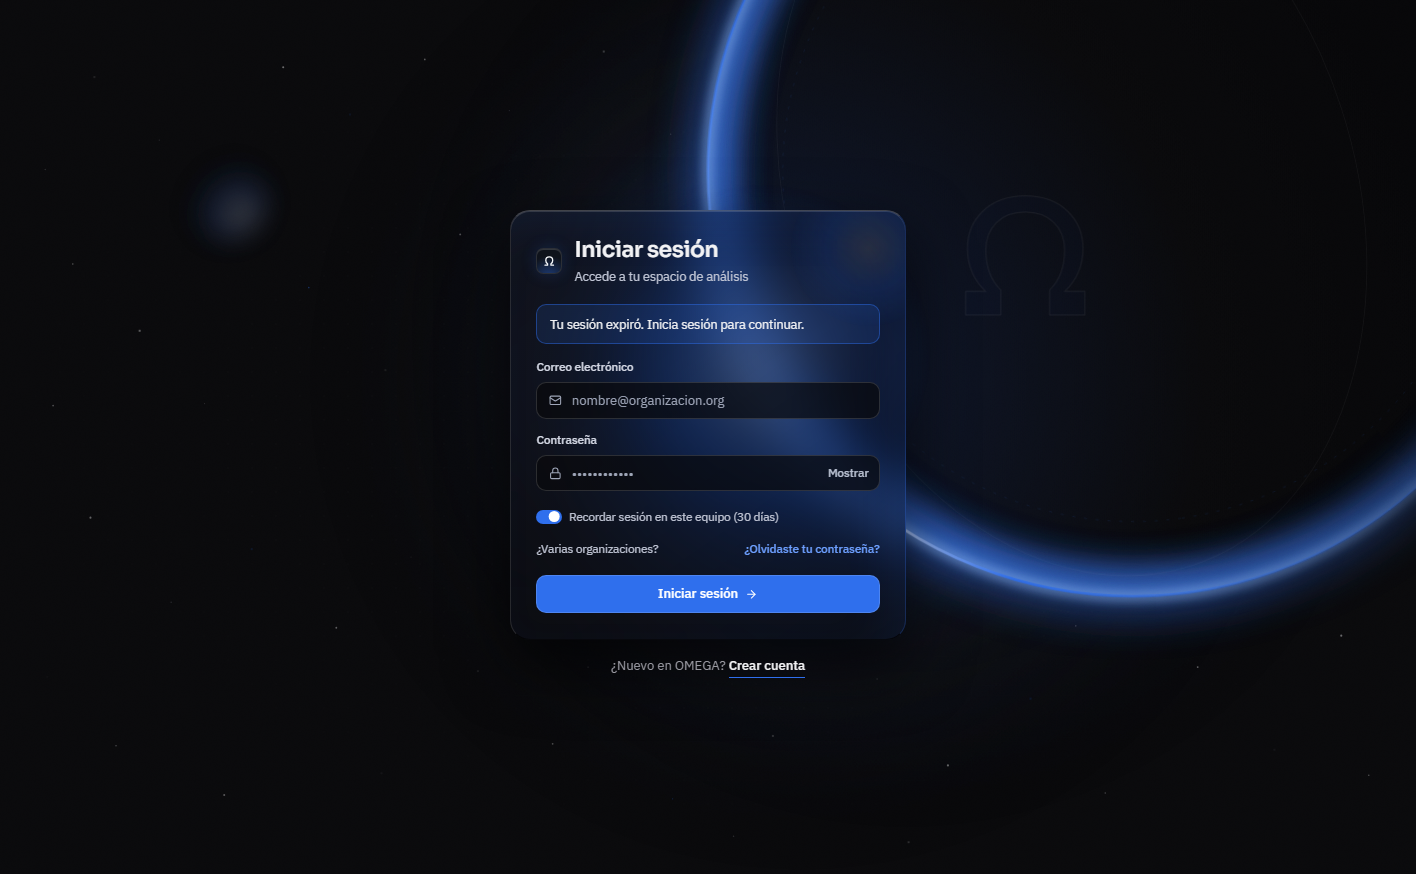 Ω
Ω
Iniciar sesión
Accede a tu espacio de análisis
Tu sesión expiró. Inicia sesión para continuar.
Correo electrónico
nombre@organizacion.org
Contraseña
••••••••••••
Mostrar
Recordar sesión en este equipo (30 días)
¿Varias organizaciones?
¿Olvidaste tu contraseña?
Iniciar sesión →
¿Nuevo en OMEGA? Crear cuenta